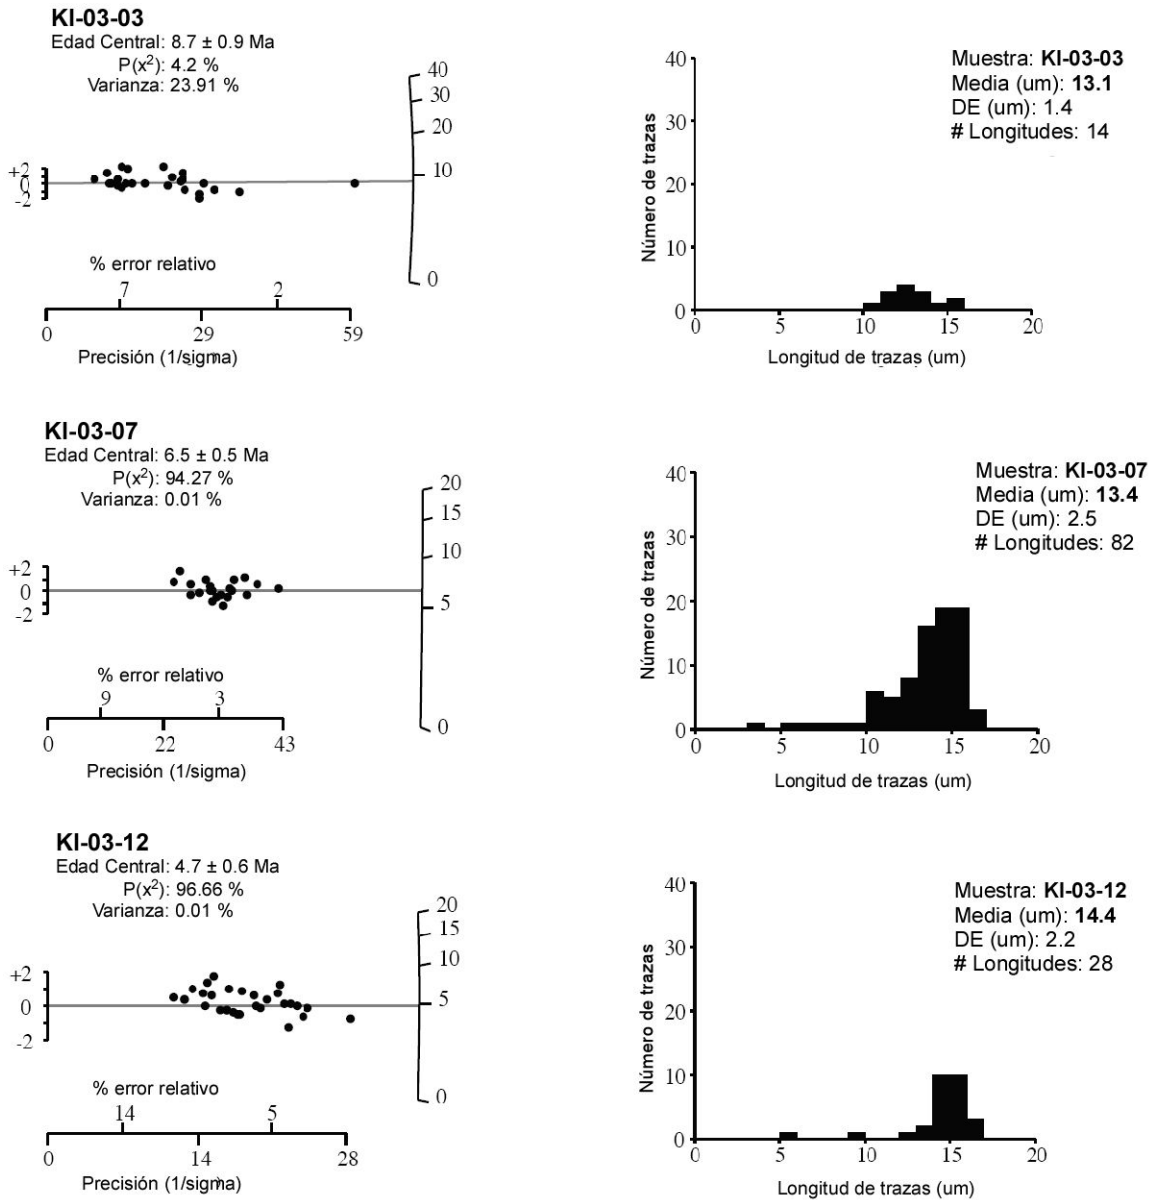 KI-03-03
Edad Central: 8.7 ± 0.9 Ma
P(x²): 4.2 %
Varianza: 23.91 %
40
30
20
10
0
+2
0
-2
% error relativo
7
2
0
29
59
Precisión (1/sigma)
Muestra: KI-03-03
Media (um): 13.1
DE (um): 1.4
# Longitudes: 14
Número de trazas
40
30
20
10
0
0
5
10
15
20
Longitud de trazas (um)
KI-03-07
Edad Central: 6.5 ± 0.5 Ma
P(x²): 94.27 %
Varianza: 0.01 %
20
15
10
5
0
+2
0
-2
% error relativo
9
3
0
22
43
Precisión (1/sigma)
Muestra: KI-03-07
Media (um): 13.4
DE (um): 2.5
# Longitudes: 82
Número de trazas
40
30
20
10
0
0
5
10
15
20
Longitud de trazas (um)
KI-03-12
Edad Central: 4.7 ± 0.6 Ma
P(x²): 96.66 %
Varianza: 0.01 %
20
15
10
5
0
+2
0
-2
% error relativo
14
5
0
14
28
Precisión (1/sigma)
Muestra: KI-03-12
Media (um): 14.4
DE (um): 2.2
# Longitudes: 28
Número de trazas
40
30
20
10
0
0
5
10
15
20
Longitud de trazas (um)